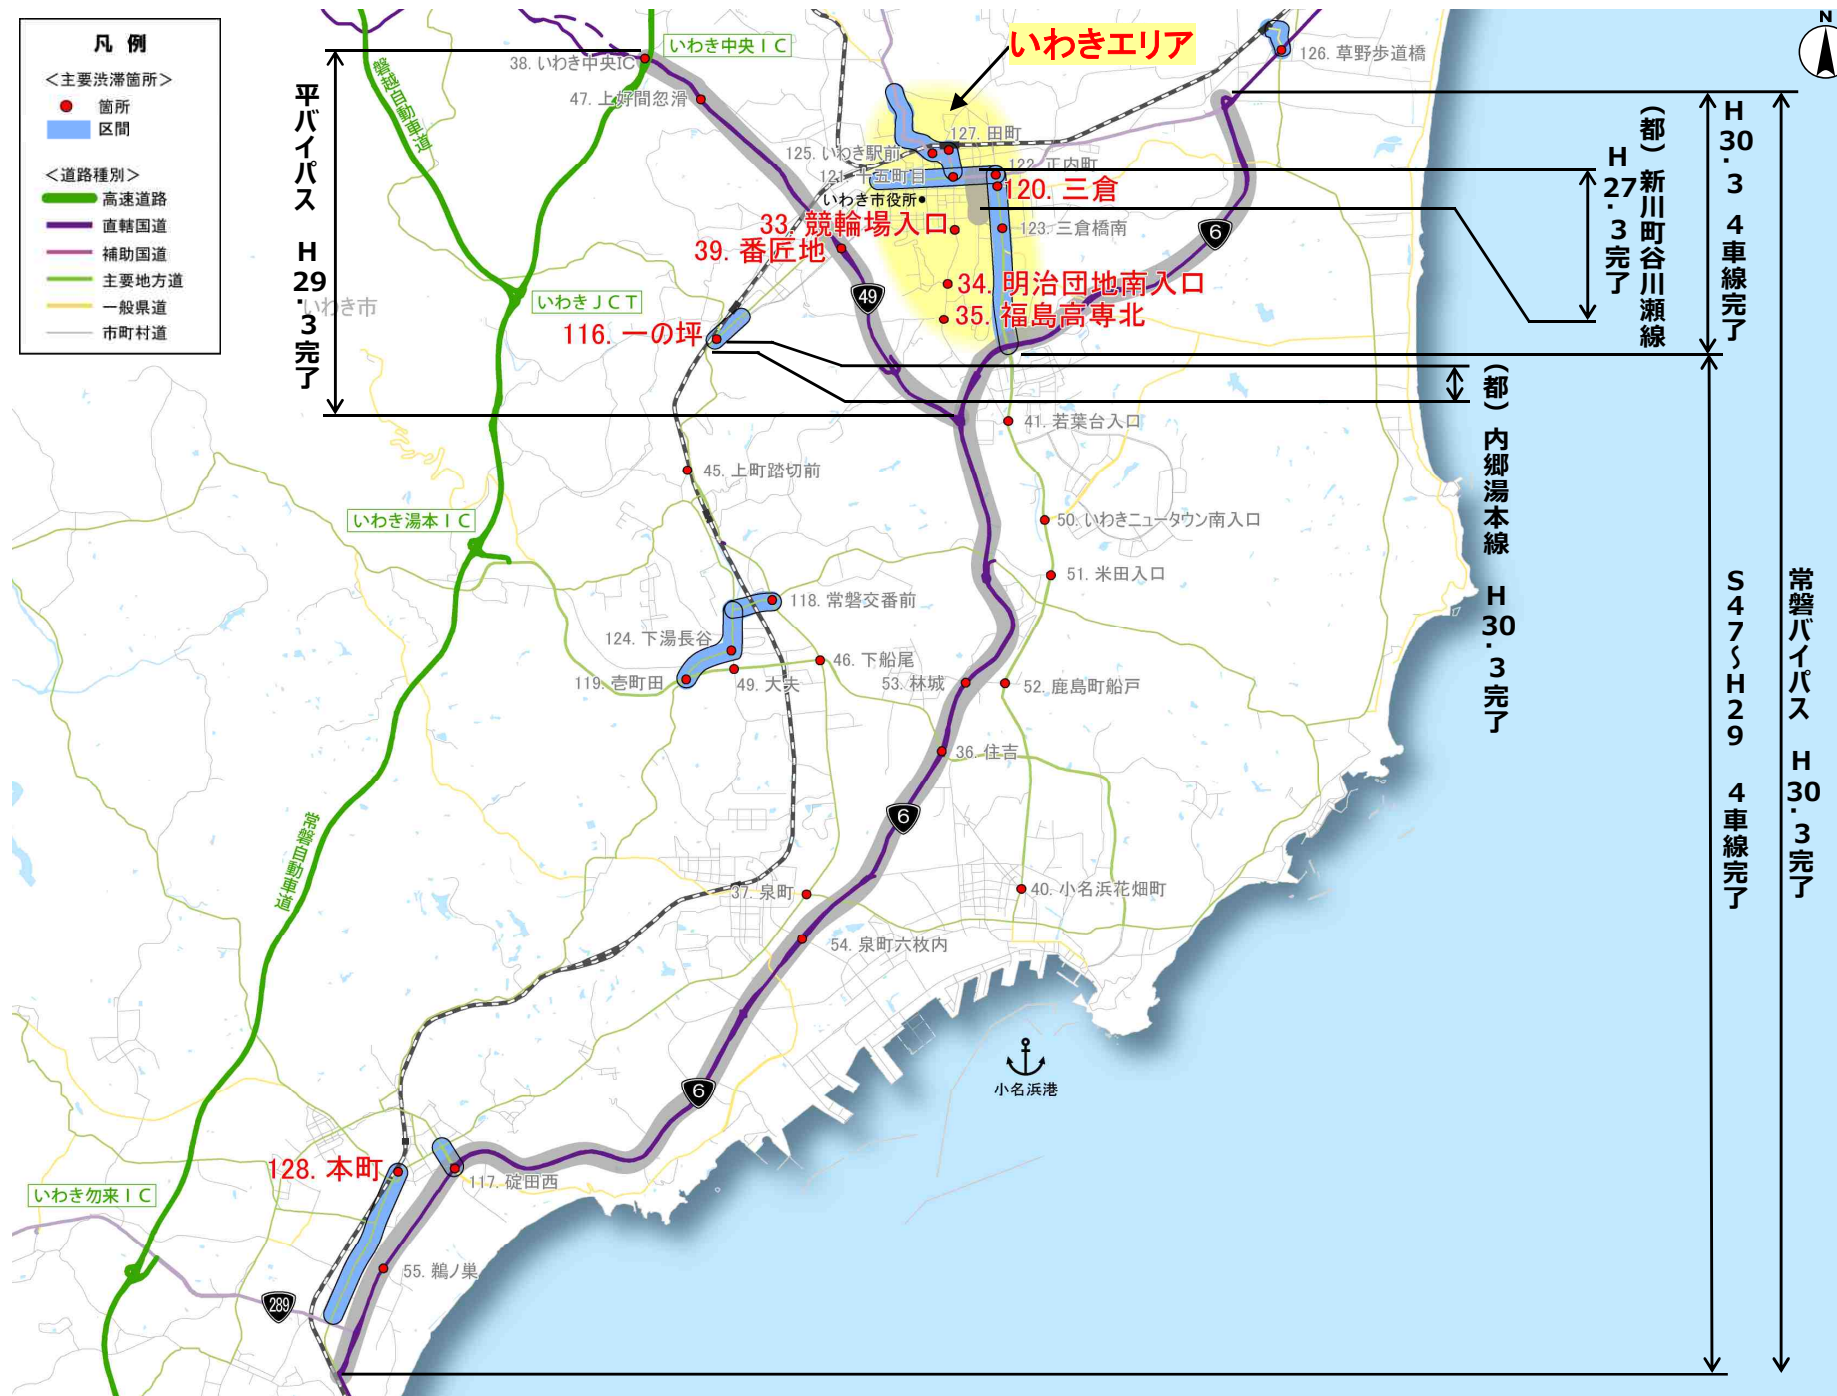 凡 例
＜主要渋滞箇所＞
箇所
区間
＜道路種別＞
高速道路
直轄国道
補助国道
主要地方道
一般県道
市町村道
いわき市
平バイパス H29.3完了
磐越自動車道
38. いわき中央IC
いわき中央ＩＣ
47. 上好間忽滑
いわきエリア
126. 草野歩道橋
N
127. 田町
125. いわき駅前
122. 正内町
121. 十五町目
120. 三倉
いわき市役所
33. 競輪場入口
123. 三倉橋南
39. 番匠地
6
34. 明治団地南入口
49
いわきＪＣＴ
35. 福島高専北
116. 一の坪
（都）新川町谷川瀬線
H27.3完了
H30.3 4車線完了
41. 若葉台入口
（都）内郷湯本線 H30.3完了
45. 上町踏切前
いわき湯本ＩＣ
50. いわきニュータウン南入口
51. 米田入口
118. 常磐交番前
124. 下湯長谷
46. 下船尾
119. 壱町田
49. 大夫
53. 林城
52. 鹿島町船戸
S47～H29 4車線完了
常磐バイパス H30.3完了
36. 住吉
6
常磐自動車道
37. 泉町
40. 小名浜花畑町
54. 泉町六枚内
小名浜港
6
128. 本町
117. 碇田西
いわき勿来ＩＣ
55. 鵜ノ巣
289